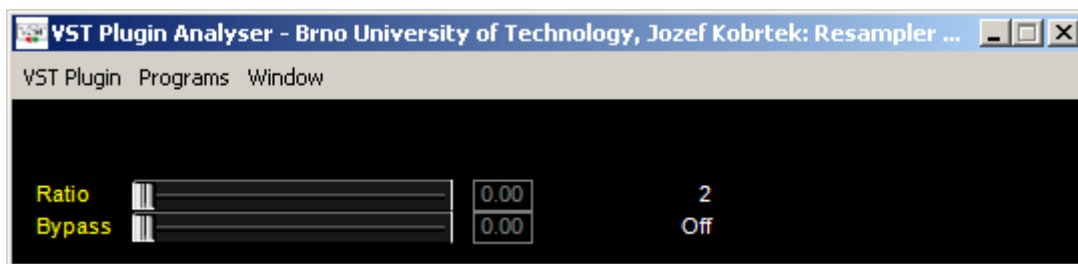 VST Plugin Analyser - Brno University of Technology, Jozef Kobrtek: Resampler ...
VST Plugin Programs Window
Ratio 0.00 2
Bypass 0.00 Off